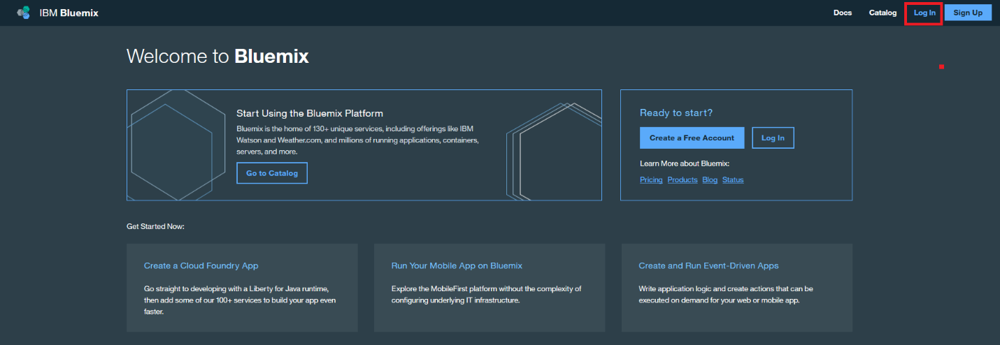 IBM Bluemix
Docs Catalog Log In Sign Up
Welcome to Bluemix
Start Using the Bluemix Platform
Bluemix is the home of 130+ unique services, including offerings like IBM
Watson and Weather.com, and millions of running applications, containers,
servers, and more.
Go to Catalog
Ready to start?
Create a Free Account Log In
Learn More about Bluemix:
Pricing Products Blog Status
Get Started Now:
Create a Cloud Foundry App
Go straight to developing with a Liberty for Java runtime,
then add some of our 100+ services to build your app even
faster.
Run Your Mobile App on Bluemix
Explore the MobileFirst platform without the complexity of
configuring underlying IT infrastructure.
Create and Run Event-Driven Apps
Write application logic and create actions that can be
executed on demand for your web or mobile app.